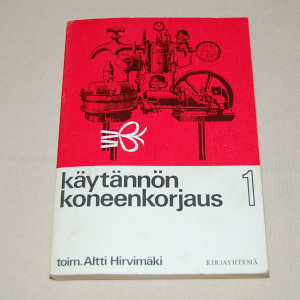 käytännön
koneenkorjaus 1
toim. Altti Hirvimäki KIRJAYHTYMÄ